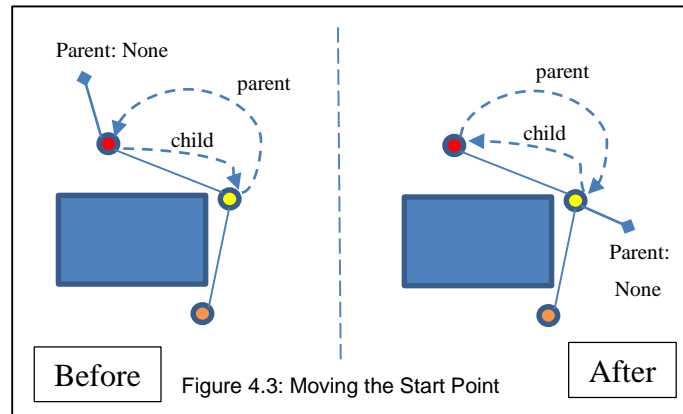 Parent: None
parent
child
Before
parent
child
Parent:
None
After
Figure 4.3: Moving the Start Point